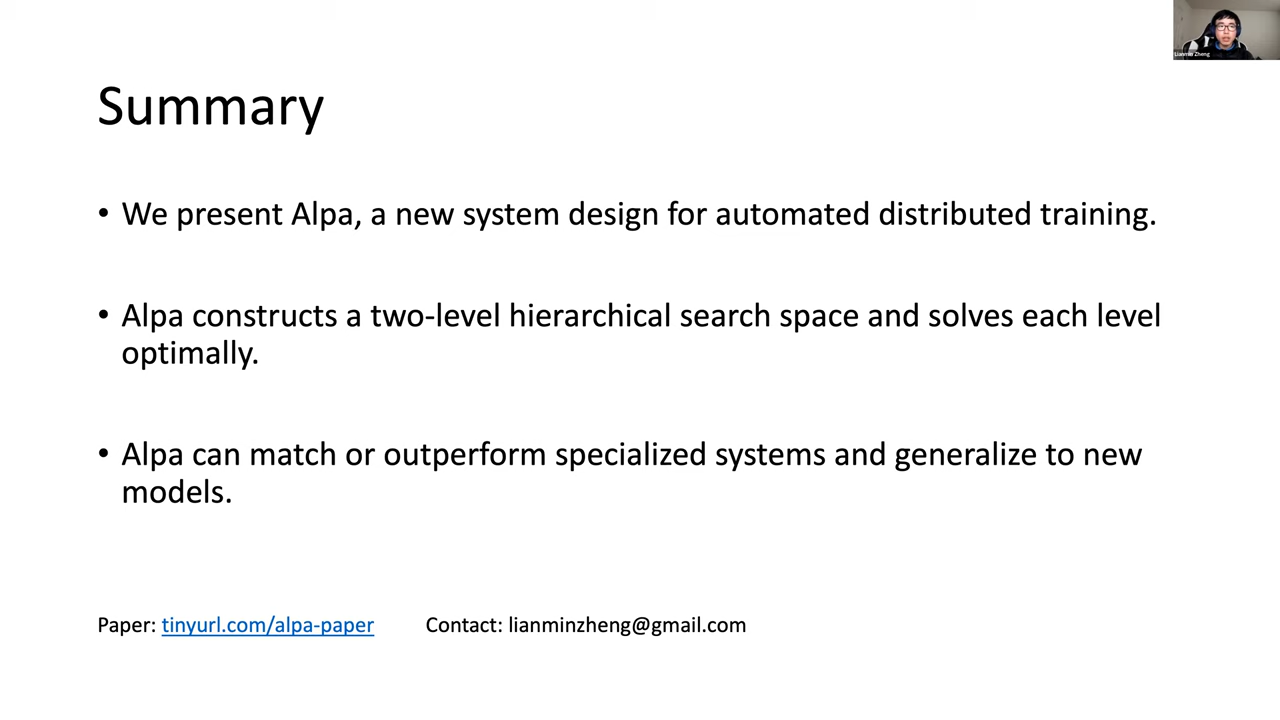 Lianmin Zheng
Summary
• We present Alpa, a new system design for automated distributed training.
• Alpa constructs a two-level hierarchical search space and solves each level
optimally.
• Alpa can match or outperform specialized systems and generalize to new
models.
Paper: tinyurl.com/alpa-paper Contact: lianminzheng@gmail.com